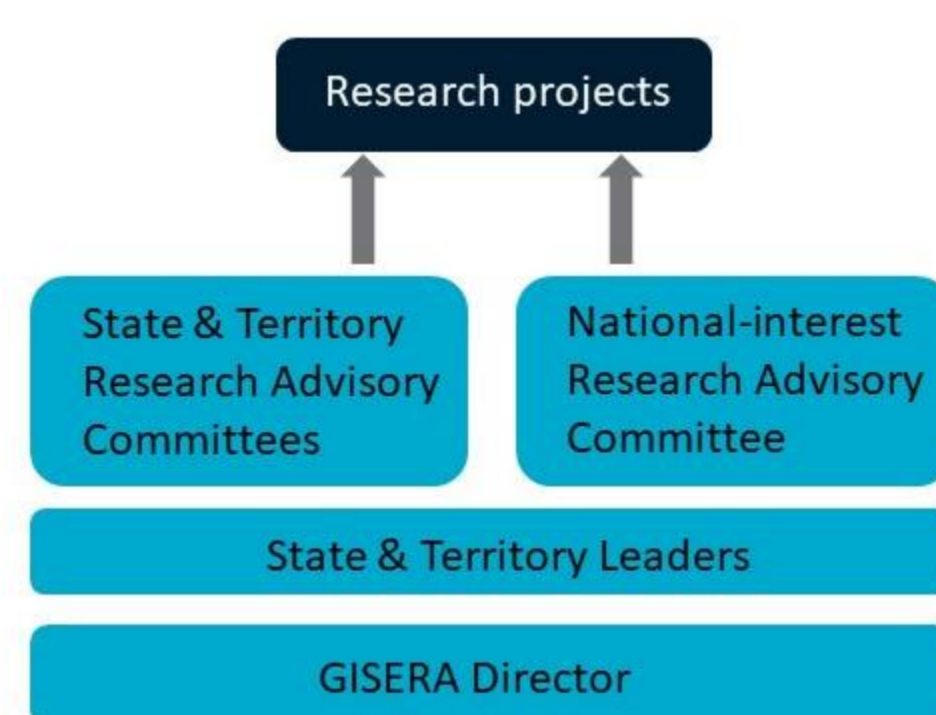 Research projects
State & Territory
Research Advisory
Committees
National-interest
Research Advisory
Committee
State & Territory Leaders
GISERA Director